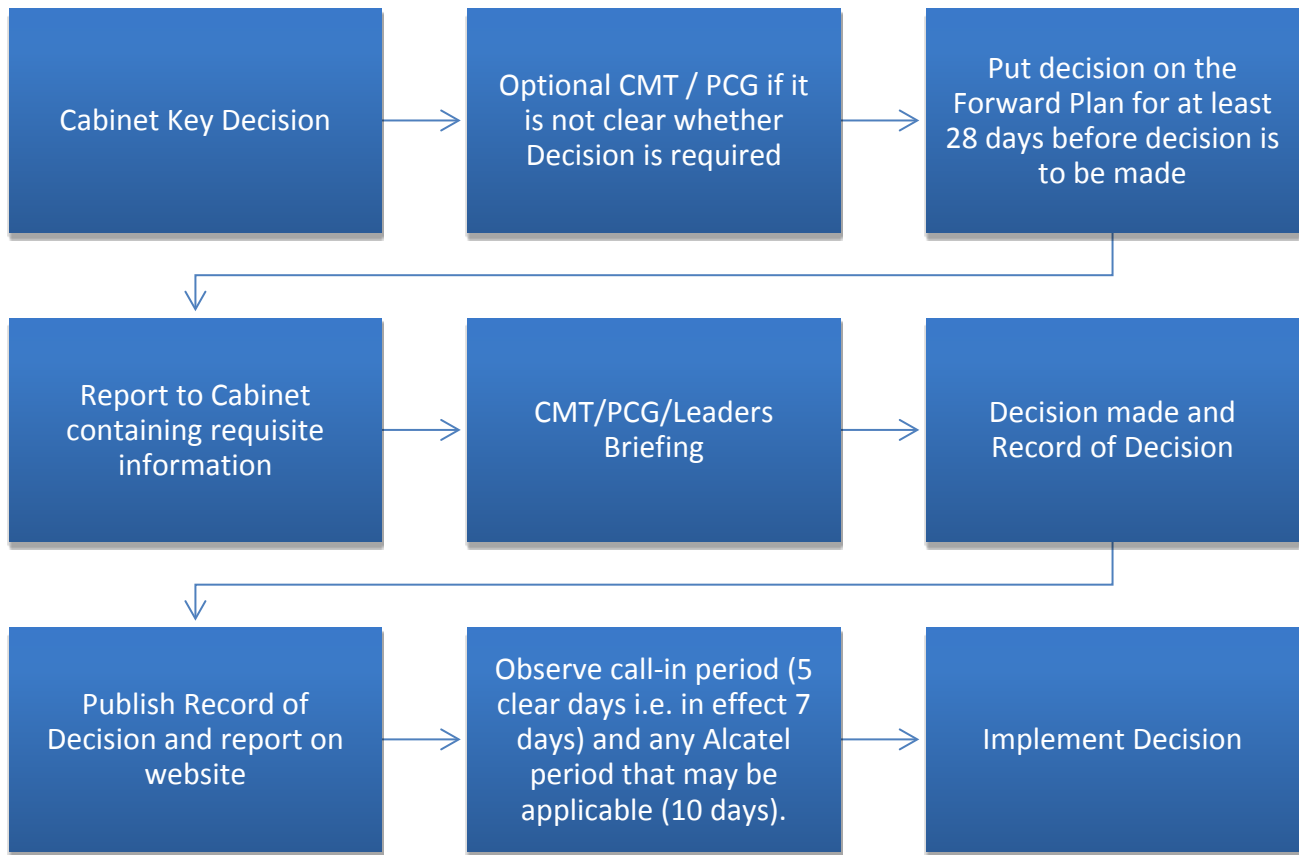 Cabinet Key Decision
Optional CMT / PCG if it
is not clear whether
Decision is required
Put decision on the
Forward Plan for at least
28 days before decision is
to be made
Report to Cabinet
containing requisite
information
CMT/PCG/Leaders
Briefing
Decision made and
Record of Decision
Publish Record of
Decision and report on
website
Observe call-in period (5
clear days i.e. in effect 7
days) and any Alcatel
period that may be
applicable (10 days).
Implement Decision